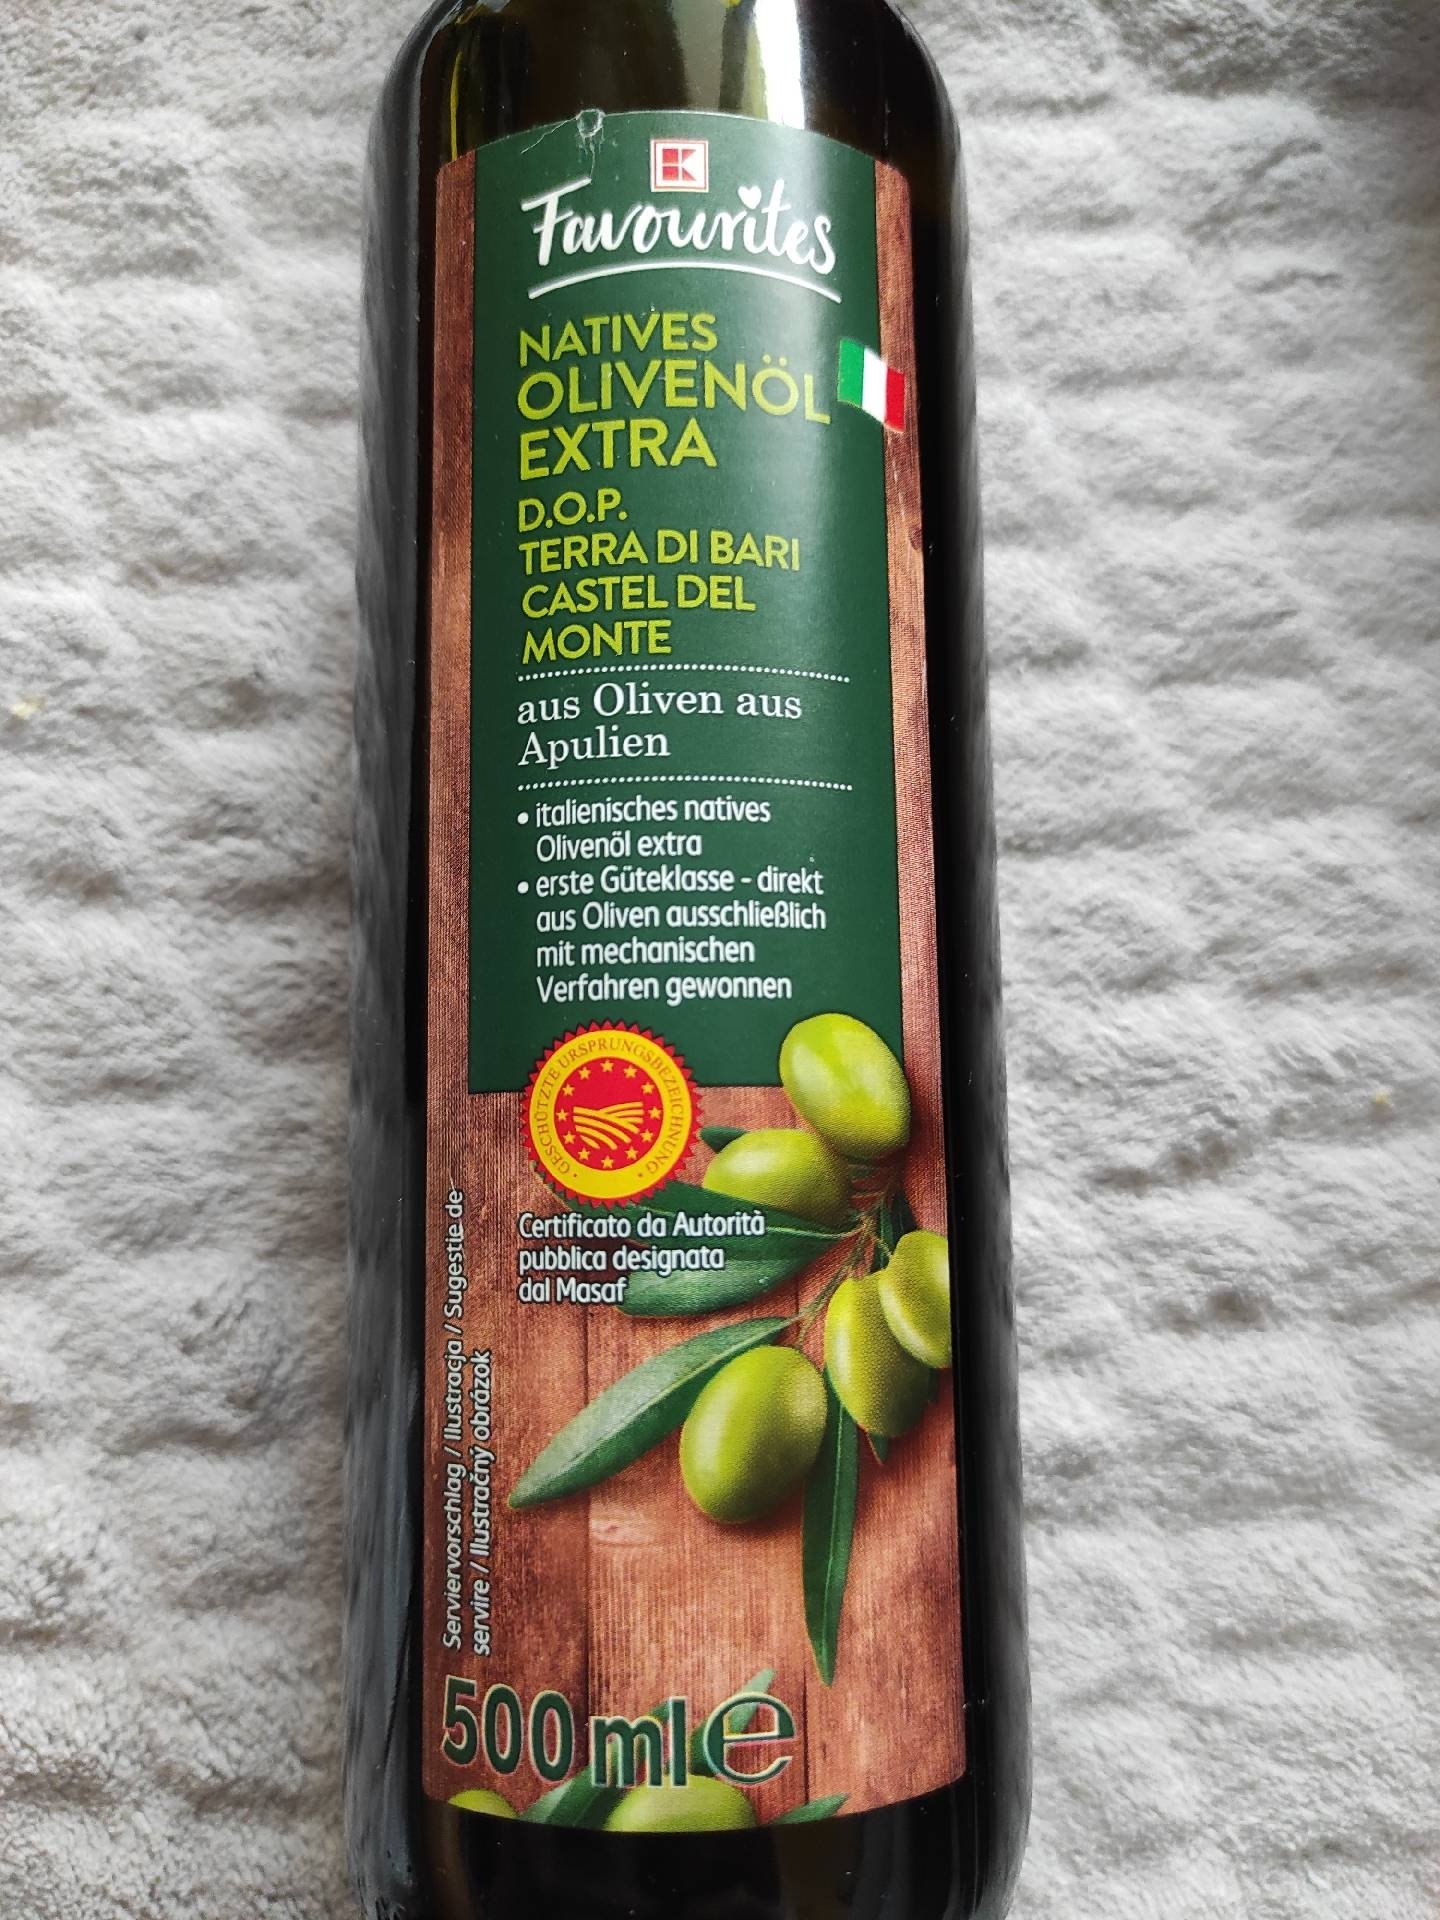 K
Favourites
NATIVES
OLIVENÖL
EXTRA
D.O.P.
TERRA DI BARI
CASTEL DEL
MONTE
aus Oliven aus
Apulien
• italienisches natives
Olivenöl extra
• erste Güteklasse - direkt
aus Oliven ausschließlich
mit mechanischen
Verfahren gewonnen
• GESCHÜTZTE URSPRUNGSBEZEICHNUNG •
Certificato da Autorità
pubblica designata
dal Masaf
Serviervorschlag / Ilustracja / Sugestie de
servire / Ilustračný obrázok
500 ml e